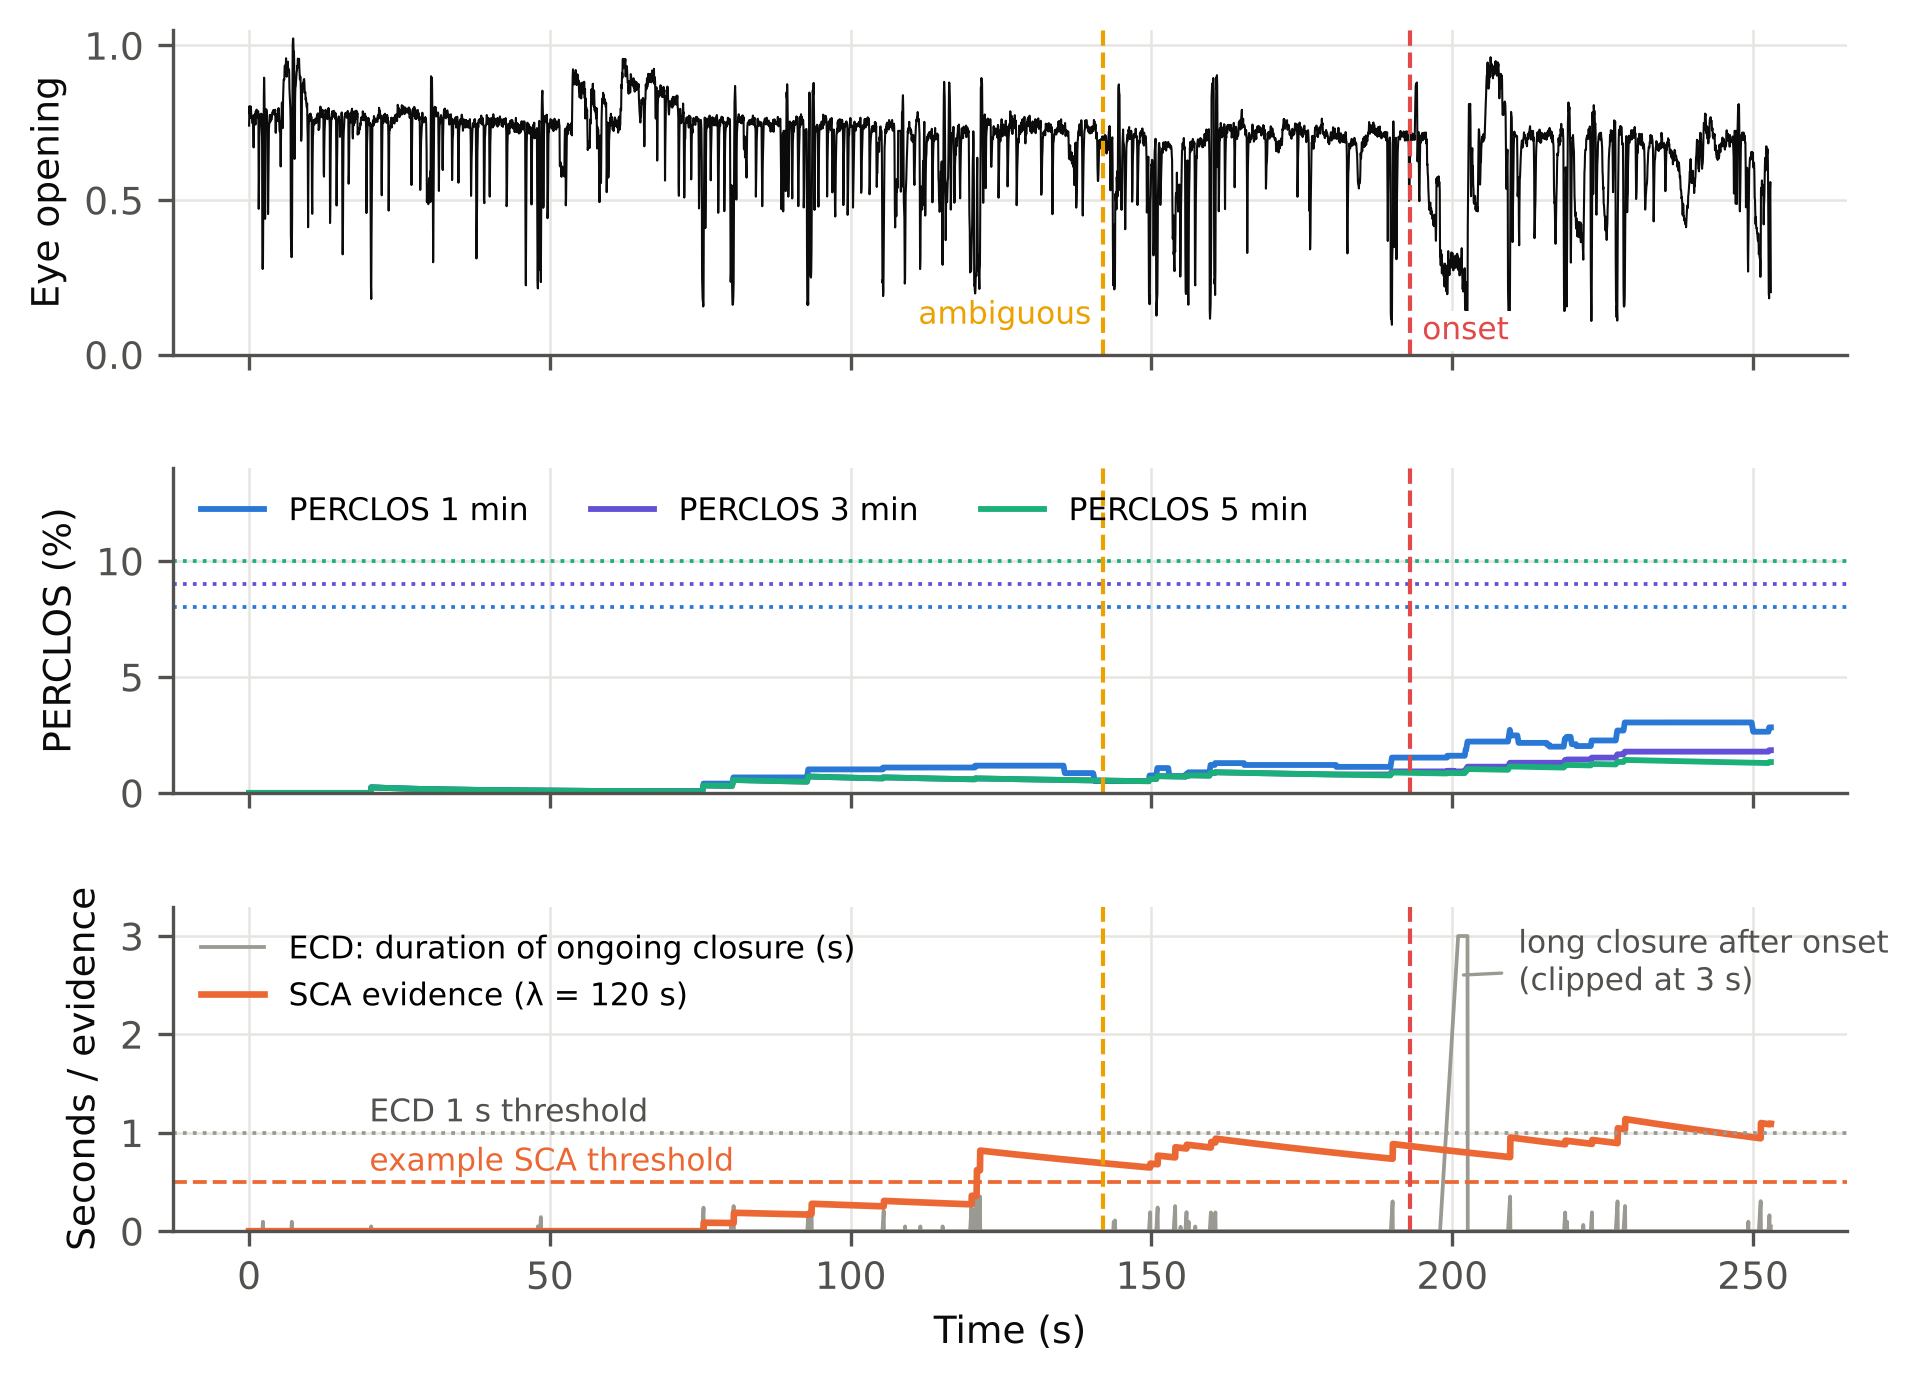 Eye opening
1.0
0.5
0.0
ambiguous
onset
PERCLOS (%)
PERCLOS 1 min
PERCLOS 3 min
PERCLOS 5 min
10
5
0
Seconds / evidence
3
2
1
0
ECD: duration of ongoing closure (s)
SCA evidence (λ = 120 s)
long closure after onset
(clipped at 3 s)
ECD 1 s threshold
example SCA threshold
0
50
100
150
200
250
Time (s)